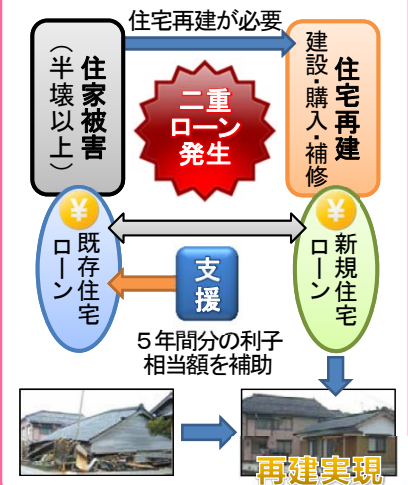 住宅再建が必要
住家被害
（半壊以上）
二重
ローン
発生
住宅再建
建設・購入・補修
¥
既存住宅
ローン
支援
¥
新規住宅
ローン
５年間分の利子
相当額を補助
再建実現